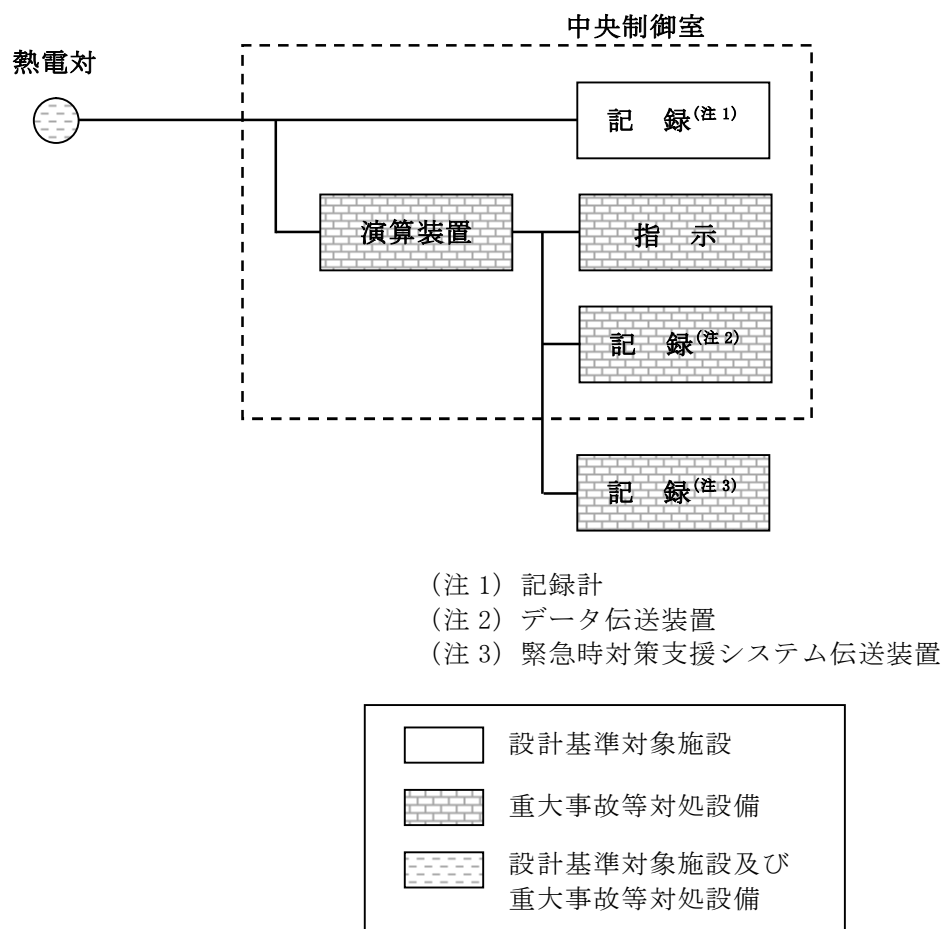 中央制御室
熱電対
記　録(注1)
演算装置
指　示
記　録(注2)
記　録(注3)
(注1) 記録計
(注2) データ伝送装置
(注3) 緊急時対策支援システム伝送装置
設計基準対象施設
重大事故等対処設備
設計基準対象施設及び
重大事故等対処設備